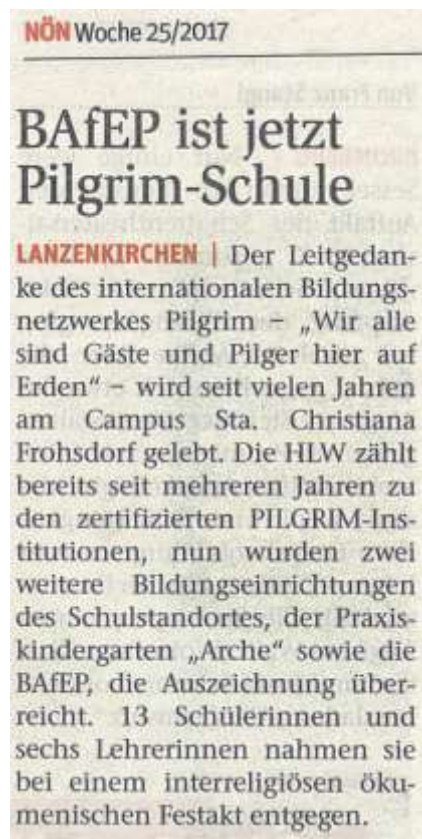 NÖN Woche 25/2017
BAfEP ist jetzt
Pilgrim-Schule
LANZENKIRCHEN | Der Leitgedan-
ke des internationalen Bildungs-
netzwerkes Pilgrim – „Wir alle
sind Gäste und Pilger hier auf
Erden“ – wird seit vielen Jahren
am Campus Sta. Christiana
Frohsdorf gelebt. Die HLW zählt
bereits seit mehreren Jahren zu
den zertifizierten PILGRIM-Ins-
titutionen, nun wurden zwei
weitere Bildungseinrichtungen
des Schulstandortes, der Praxis-
kindergarten „Arche“ sowie die
BAfEP, die Auszeichnung über-
reicht. 13 Schülerinnen und
sechs Lehrerinnen nahmen sie
bei einem interreligiösen öku-
menischen Festakt entgegen.